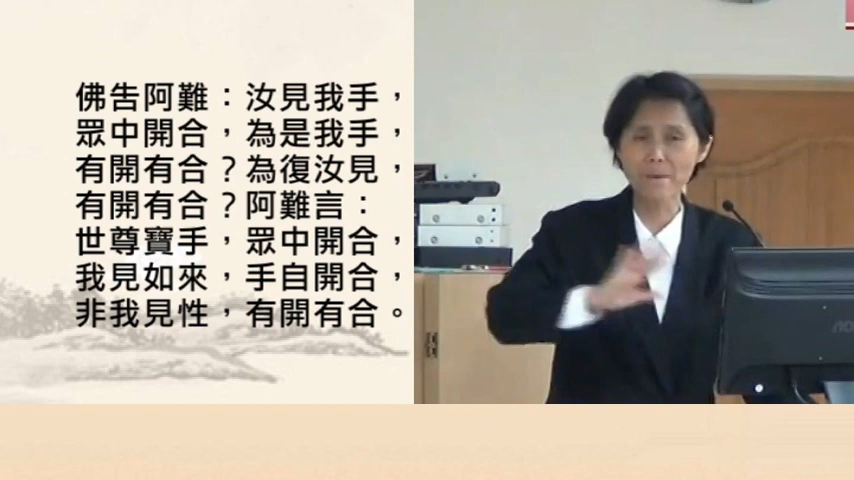 佛告阿難：汝見我手，
眾中開合，為是我手，
有開有合？為復汝見，
有開有合？阿難言：
世尊寶手，眾中開合，
我見如來，手自開合，
非我見性，有開有合。